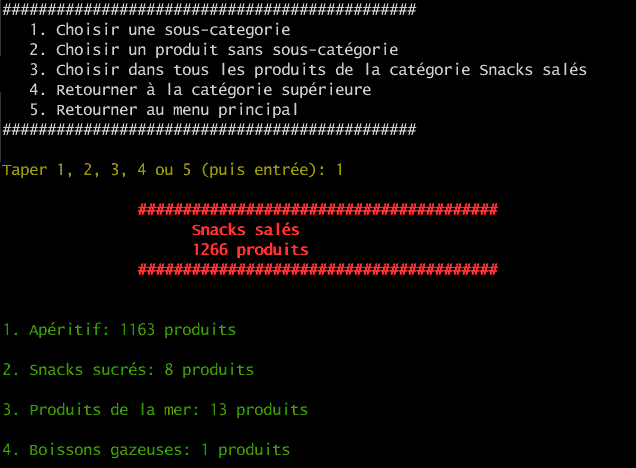 ##############################################
1. Choisir une sous-categorie
2. Choisir un produit sans sous-catégorie
3. Choisir dans tous les produits de la catégorie Snacks salés
4. Retourner à la catégorie supérieure
5. Retourner au menu principal
##############################################
Taper 1, 2, 3, 4 ou 5 (puis entrée): 1
########################################
Snacks salés
1266 produits
########################################
1. Apéritif: 1163 produits
2. Snacks sucrés: 8 produits
3. Produits de la mer: 13 produits
4. Boissons gazeuses: 1 produits